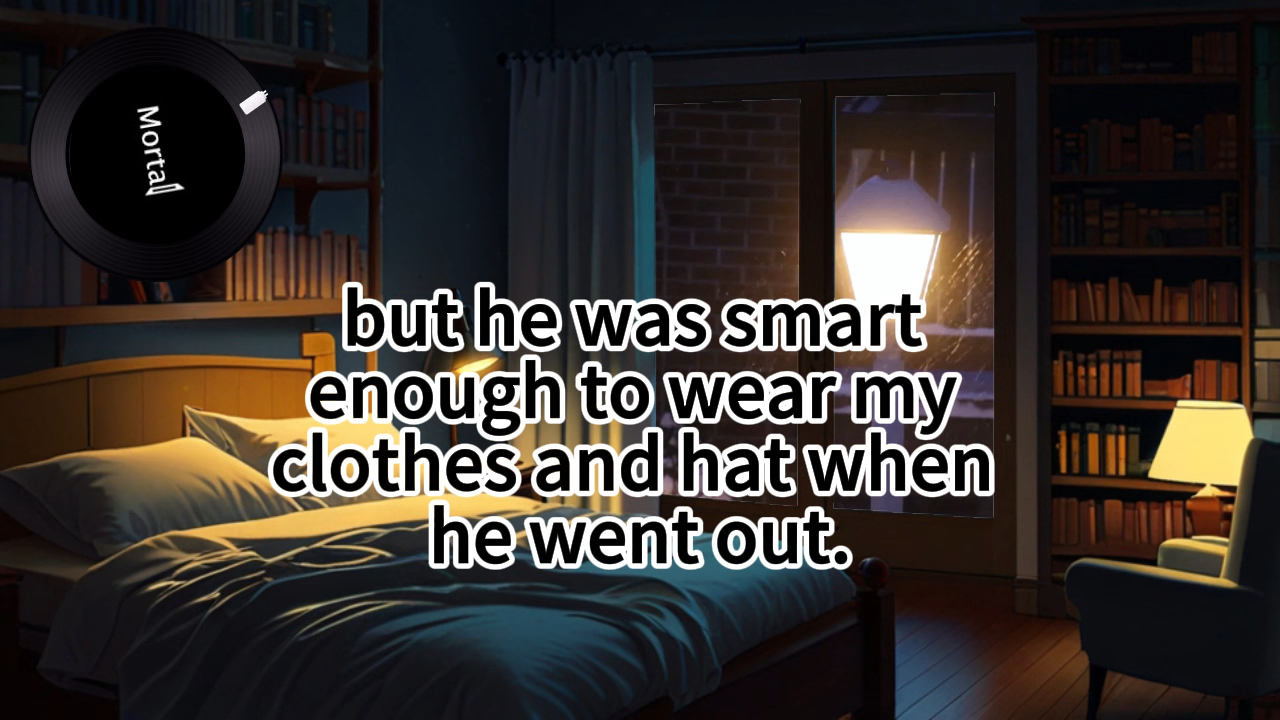 Mortal
but he was smart
enough to wear my
clothes and hat when
he went out.